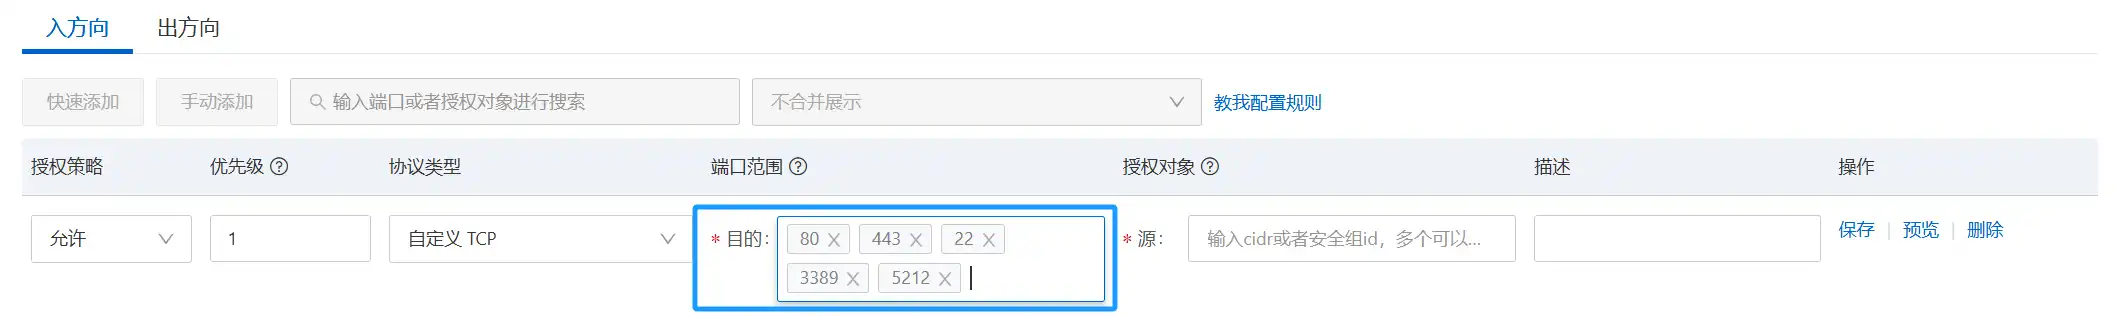 入方向 出方向
快速添加 手动添加 输入端口或者授权对象进行搜索 不合并展示 教我配置规则
授权策略 优先级 ? 协议类型 端口范围 ? 授权对象 ? 描述 操作
允许 1 自定义 TCP * 目的: 80 X 443 X 22 X * 源: 输入cidr或者安全组id，多个可以... 保存 | 预览 | 删除
3389 X 5212 X